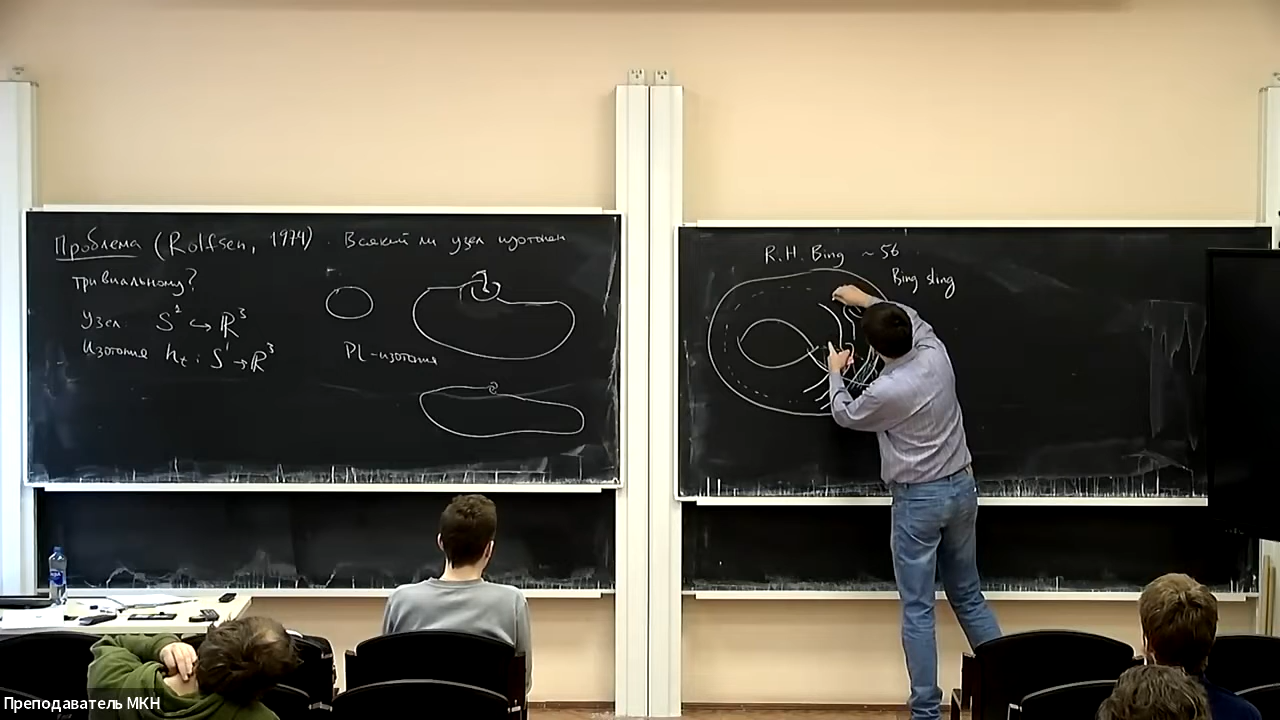 Проблема (Rolfsen, 1974). Всякий ли узел изотопен
тривиальному?
Узел S² ↪ ℝ³
Изотопия hₜ : S¹ → ℝ³
PL-изотопия
R.H. Bing ~ 56
Bing sling
Преподаватель МКН